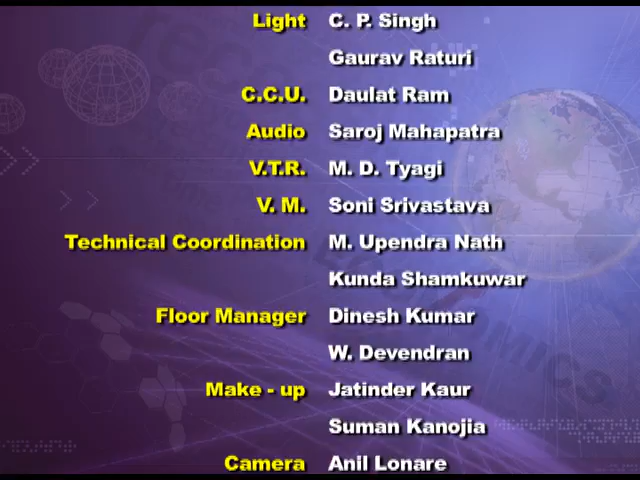 Light C. P. Singh
Gaurav Raturi
C.C.U. Daulat Ram
Audio Saroj Mahapatra
V.T.R. M. D. Tyagi
V. M. Soni Srivastava
Technical Coordination M. Upendra Nath
Kunda Shamkuwar
Floor Manager Dinesh Kumar
W. Devendran
Make - up Jatinder Kaur
Suman Kanojia
Camera Anil Lonare